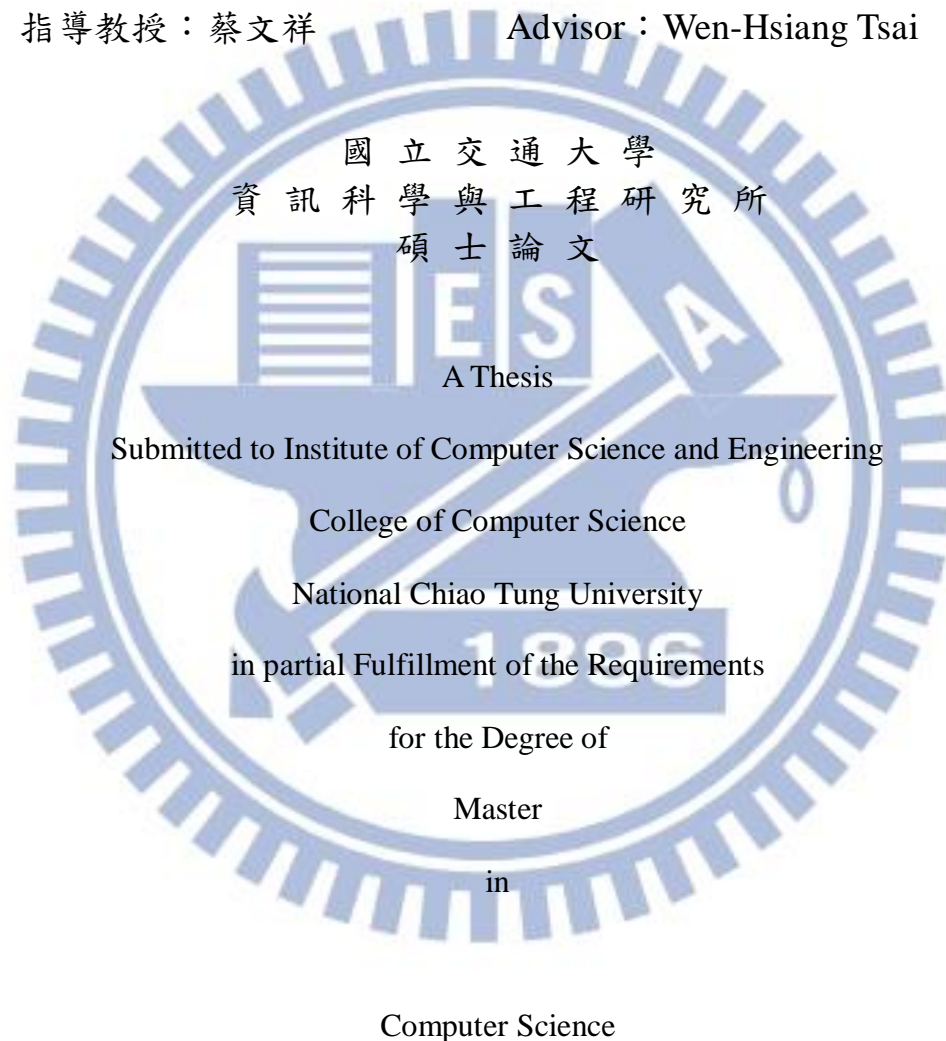 指導教授：蔡文祥 Advisor：Wen-Hsiang Tsai
國立交通大學
資訊科學與工程研究所
碩士論文
ES
A
A Thesis
Submitted to Institute of Computer Science and Engineering
College of Computer Science
National Chiao Tung University
in partial Fulfillment of the Requirements
1896
for the Degree of
Master
in
Computer Science